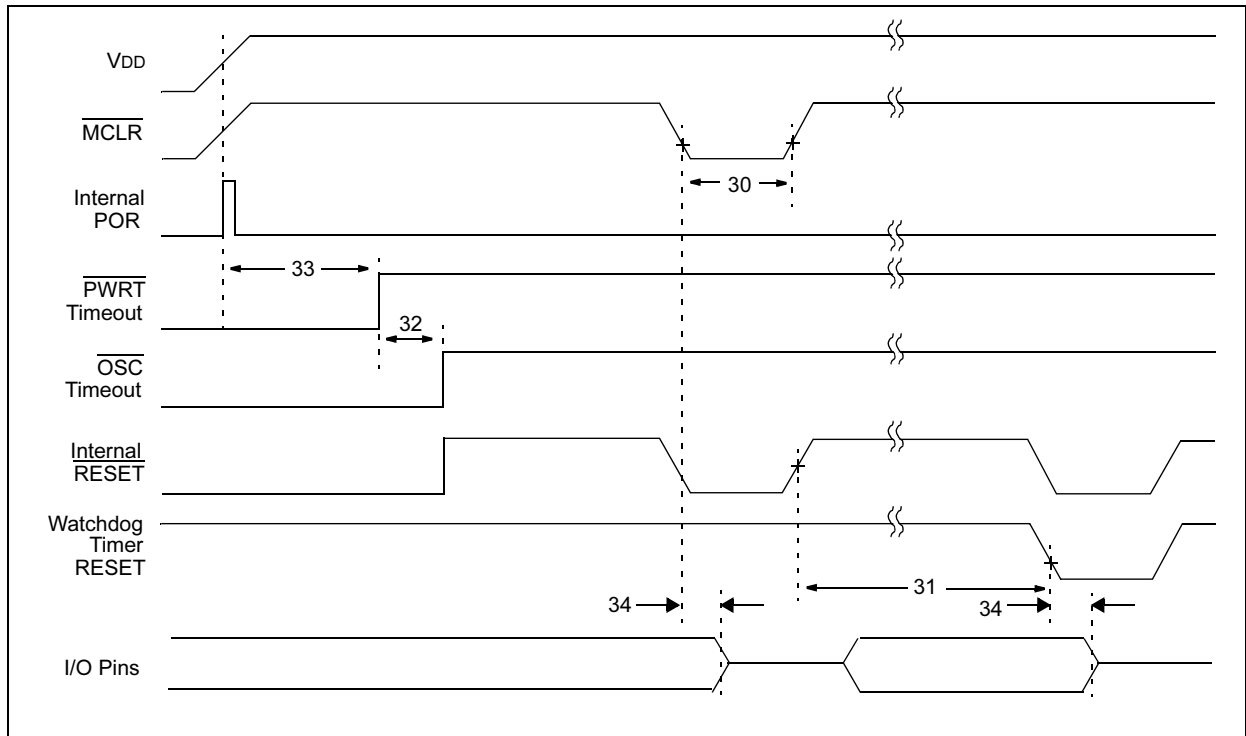 VDD
MCLR
Internal
POR
30
33
PWRT
Timeout
32
OSC
Timeout
Internal
RESET
Watchdog
Timer
RESET
31
34
34
I/O Pins